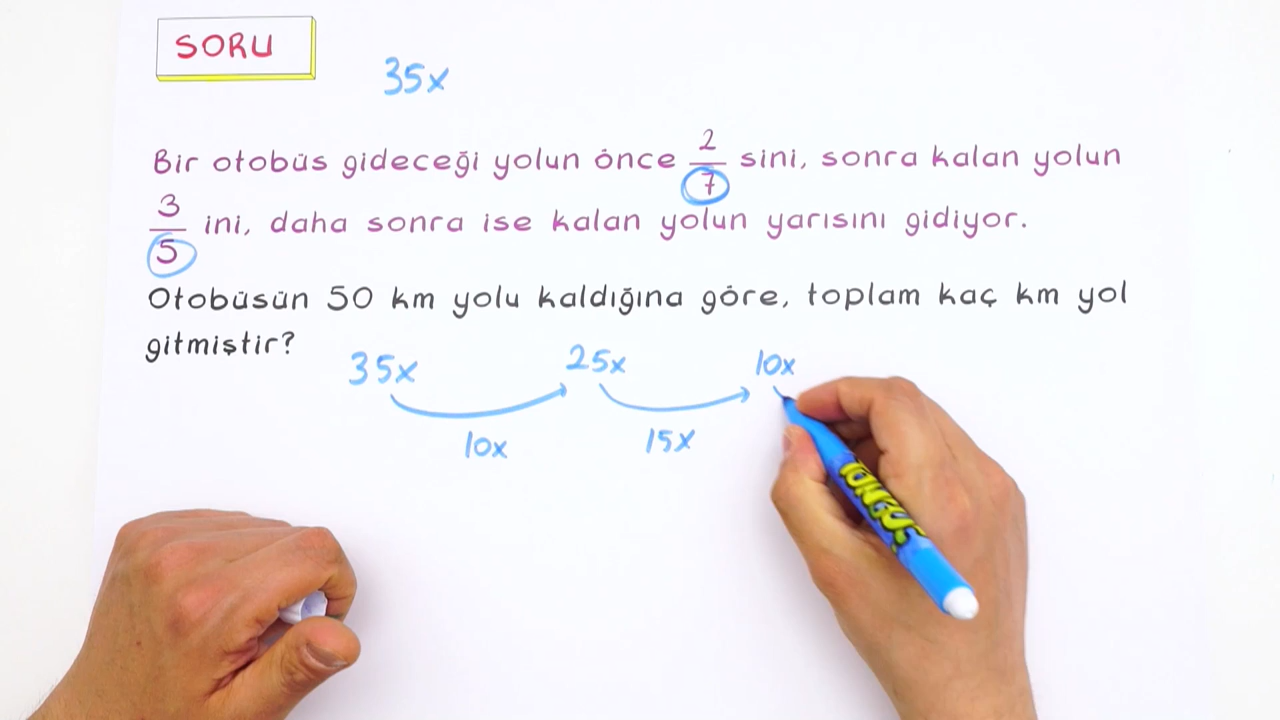 SORU
35x
Bir otobüs gideceği yolun önce 2/7 sini, sonra kalan yolun
3/5 ini, daha sonra ise kalan yolun yarısını gidiyor.
Otobüsün 50 km yolu kaldığına göre, toplam kaç km yol
gitmiştir?
35x 25x 10x
10x 15x